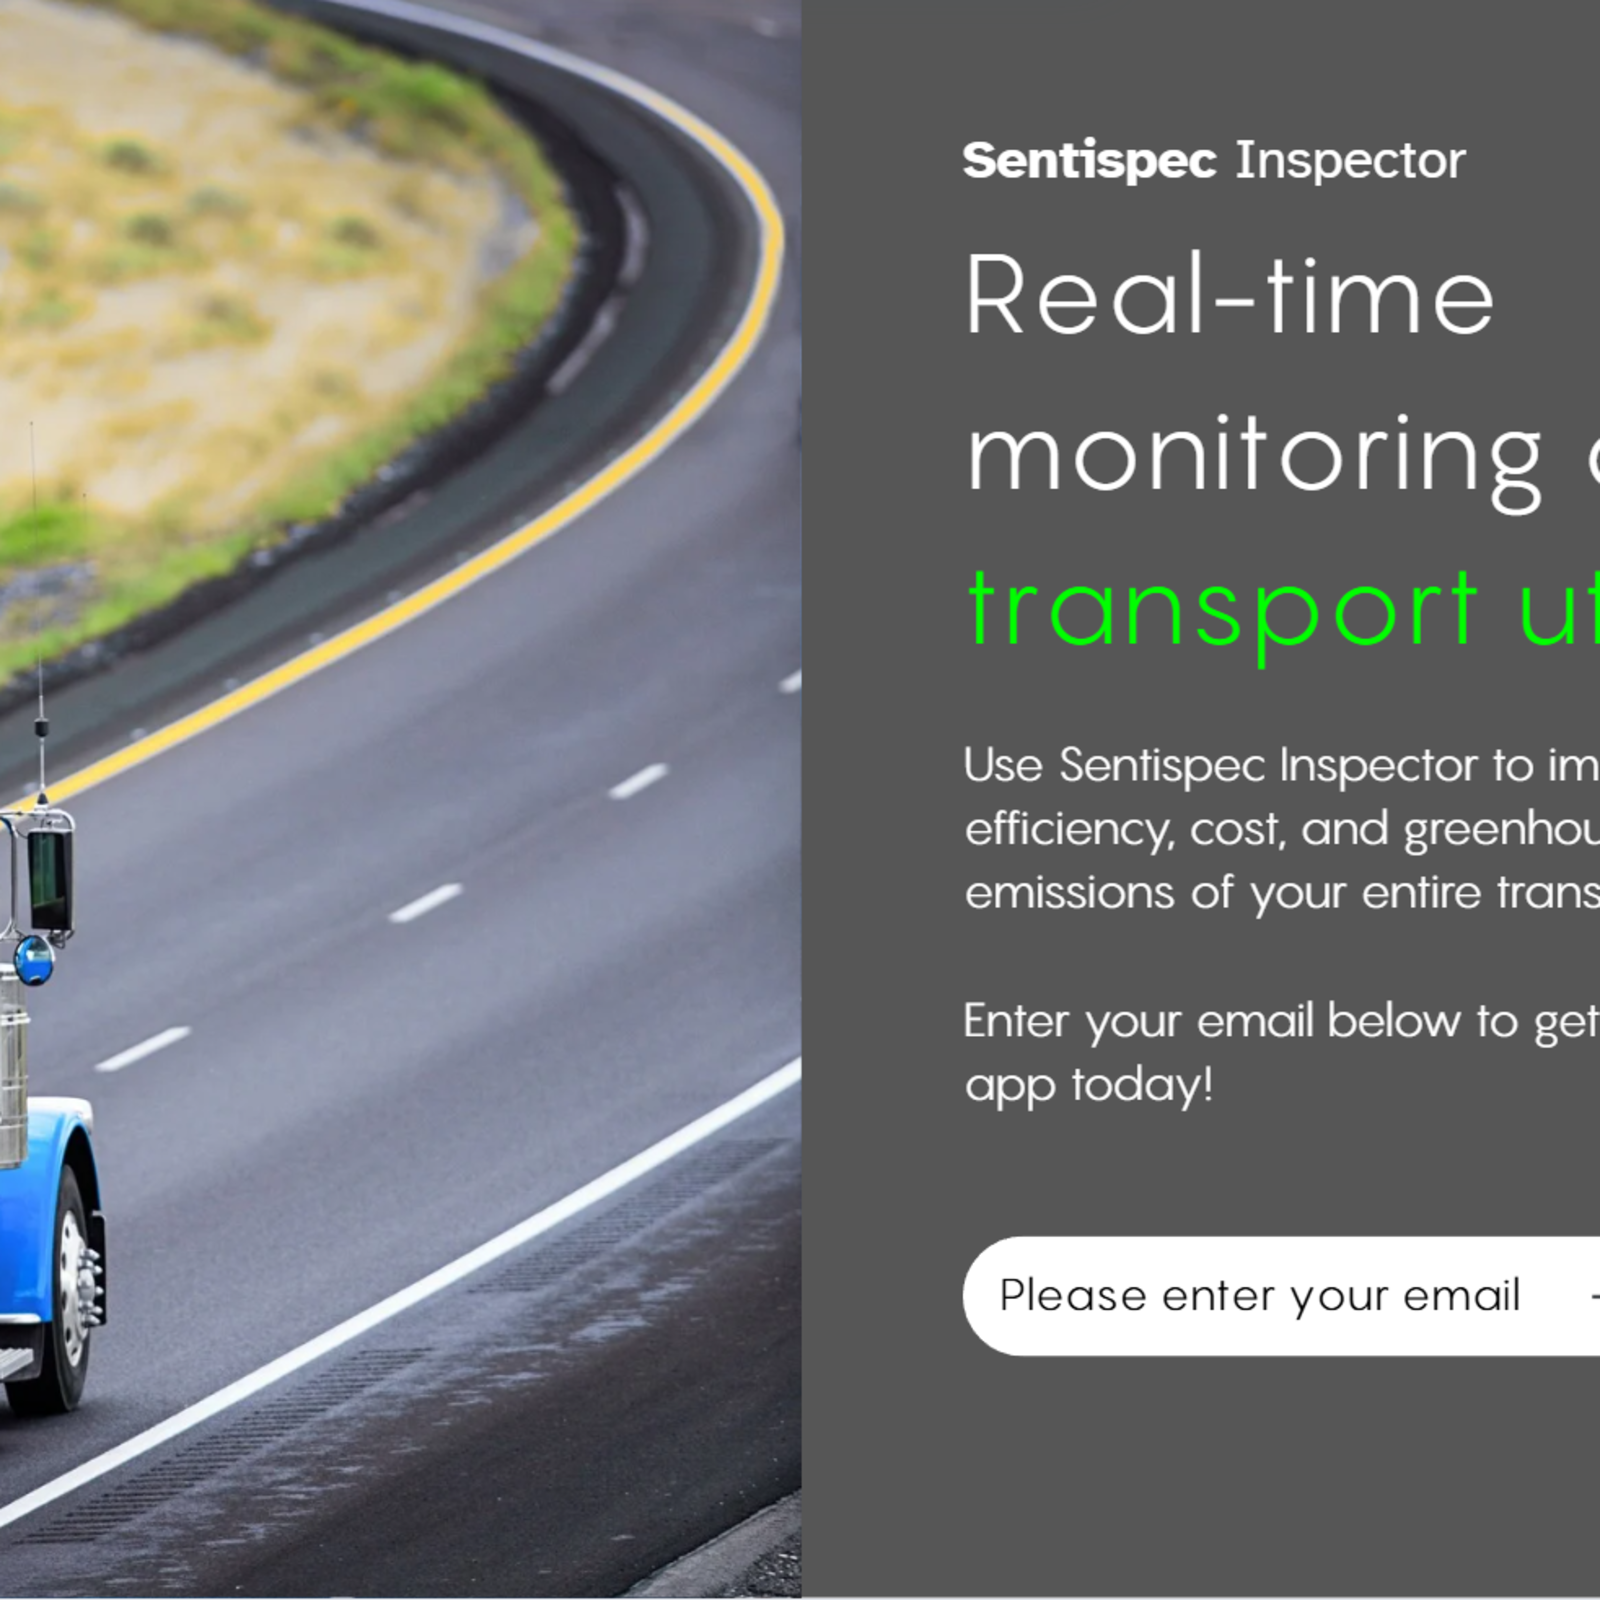 Sentispec Inspector
Real-time
monitoring
transport
Use Sentispec Inspector to
efficiency, cost, and
emissions of your entire
Enter your email below to get
app today!
Please enter your email